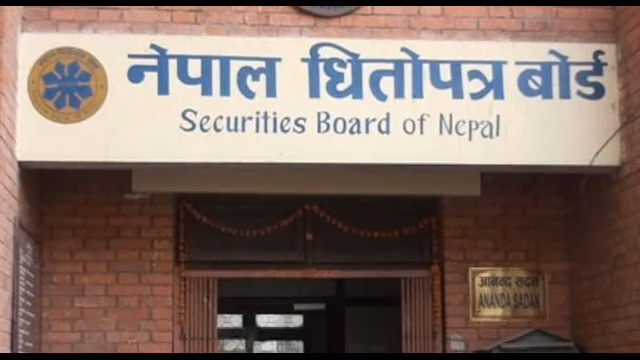 नेपाल धितोपत्र बोर्ड
Securities Board of Nepal
आनन्द सदन
ANANDA SADAN